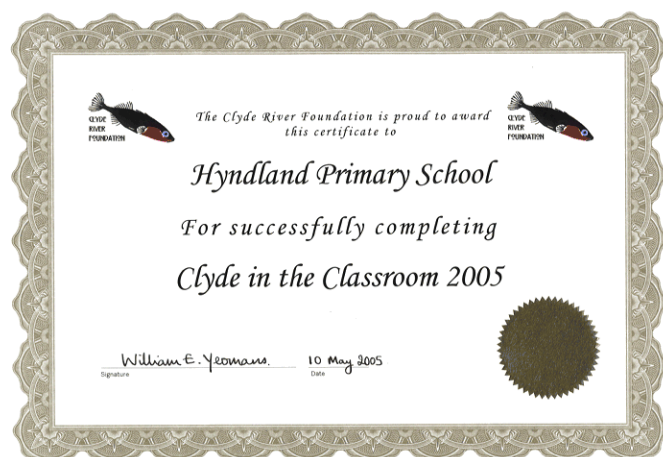 CLYDE
RIVER
FOUNDATION
The Clyde River Foundation is proud to award
this certificate to
CLYDE
RIVER
FOUNDATION
Hyndland Primary School
For successfully completing
Clyde in the Classroom 2005
William E. Yeomans.
10 May 2005
Signature
Date